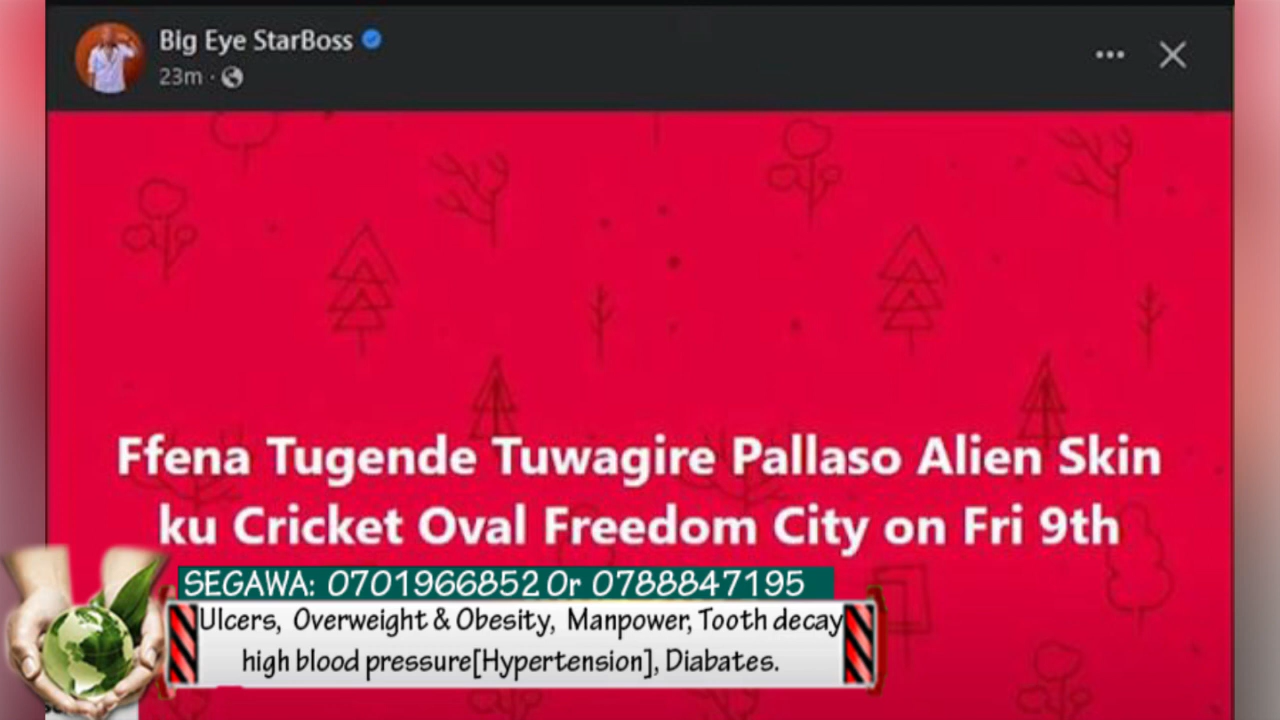 Big Eye StarBoss
23m ·
Ffena Tugende Tuwagire Pallaso Alien Skin
ku Cricket Oval Freedom City on Fri 9th
SEGAWA: 0701966852 Or 0788847195
Ulcers, Overweight & Obesity, Manpower, Tooth decay
high blood pressure[Hypertension], Diabates.